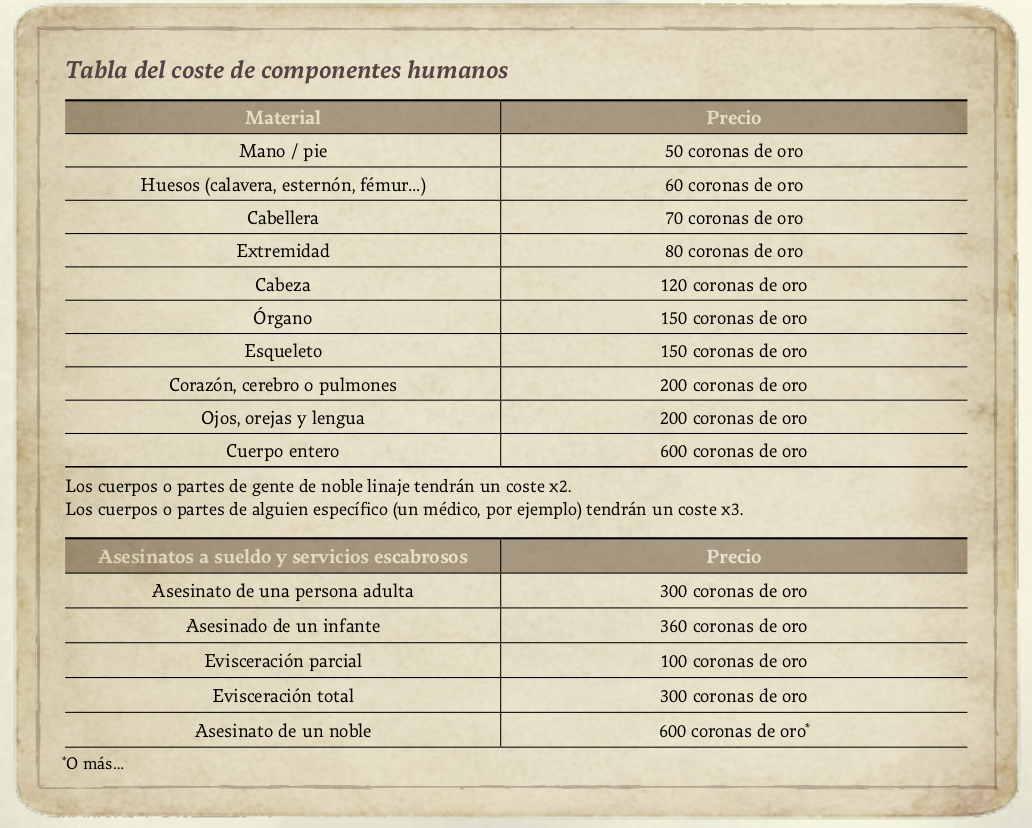 Tabla del coste de componentes humanos
Material Precio
Mano / pie 50 coronas de oro
Huesos (calavera, esternón, fémur...) 60 coronas de oro
Cabellera 70 coronas de oro
Extremidad 80 coronas de oro
Cabeza 120 coronas de oro
Órgano 150 coronas de oro
Esqueleto 150 coronas de oro
Corazón, cerebro o pulmones 200 coronas de oro
Ojos, orejas y lengua 200 coronas de oro
Cuerpo entero 600 coronas de oro
Los cuerpos o partes de gente de noble linaje tendrán un coste x2.
Los cuerpos o partes de alguien específico (un médico, por ejemplo) tendrán un coste x3.
Asesinatos a sueldo y servicios escabrosos Precio
Asesinato de una persona adulta 300 coronas de oro
Asesinado de un infante 360 coronas de oro
Evisceración parcial 100 coronas de oro
Evisceración total 300 coronas de oro
Asesinato de un noble 600 coronas de oro*
*O más...